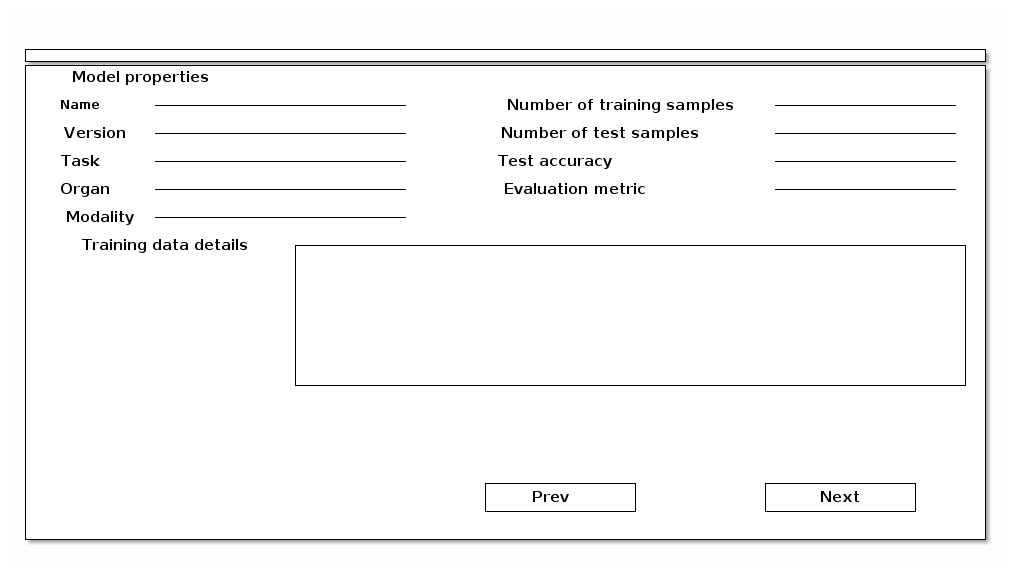 Model properties
Name
Number of training samples
Version
Number of test samples
Task
Test accuracy
Organ
Evaluation metric
Modality
Training data details
Prev
Next